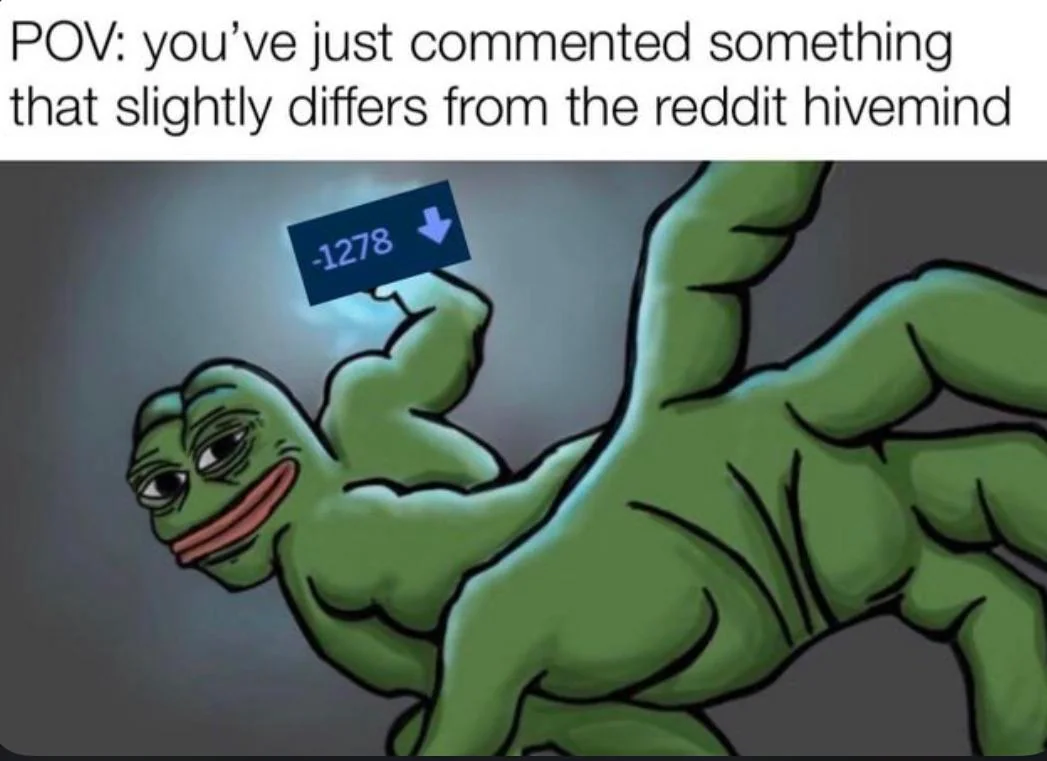 POV: you’ve just commented something
that slightly differs from the reddit hivemind
-1278